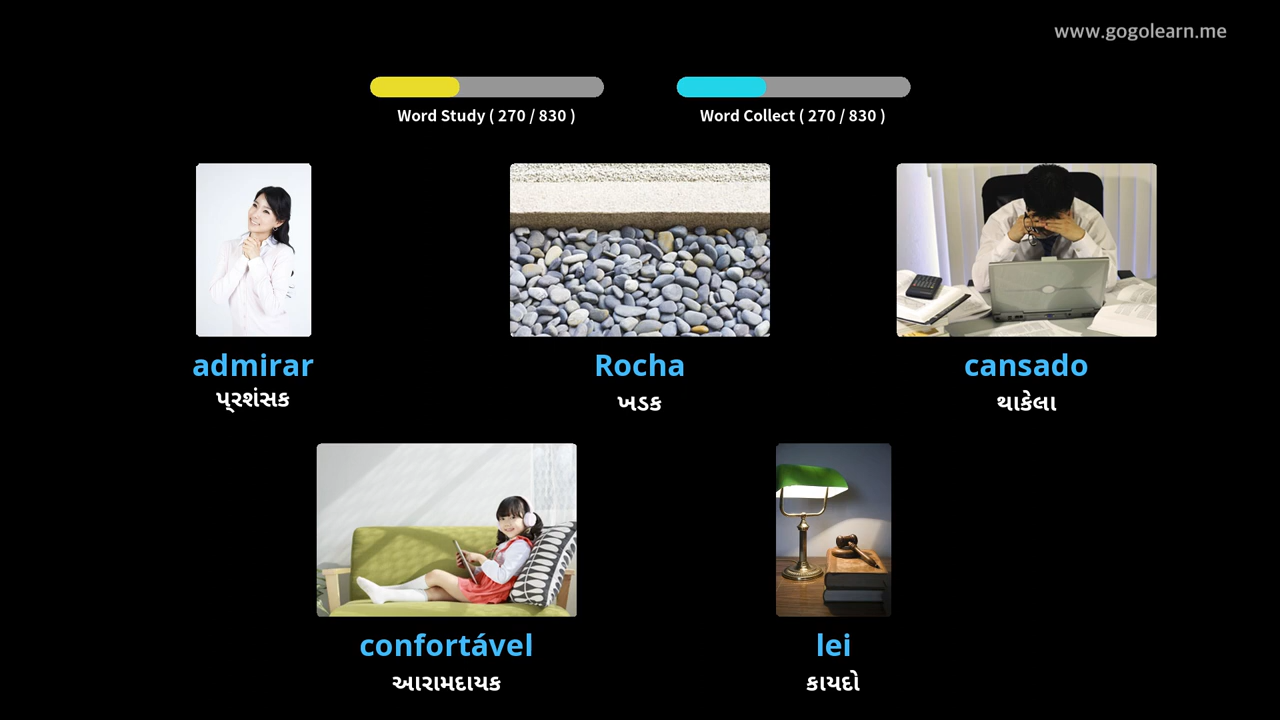 www.gogolearn.me
Word Study ( 270 / 830 )
Word Collect ( 270 / 830 )
admirar
પ્રશંસક
Rocha
ખડક
cansado
થાકેલા
confortável
આરામદાયક
lei
કાયદો